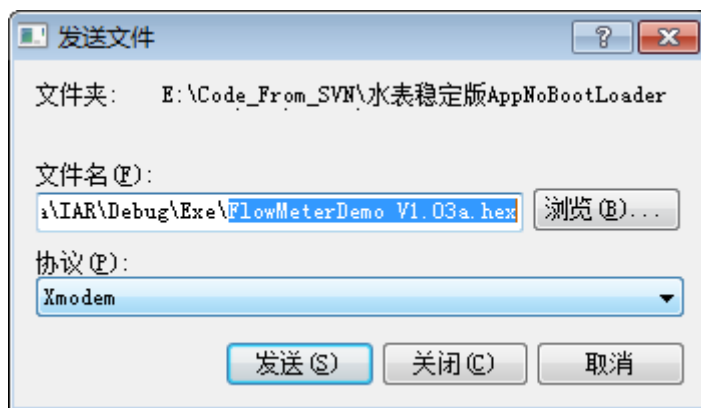 发送文件
文件夹: E:\Code_From_SVN\水表稳定版AppNoBootLoader
文件名(F):
\IAR\Debug\Exe\FlowMeterDemo V1.03a.hex 浏览(B)...
协议(P):
Xmodem
发送(S) 关闭(C) 取消